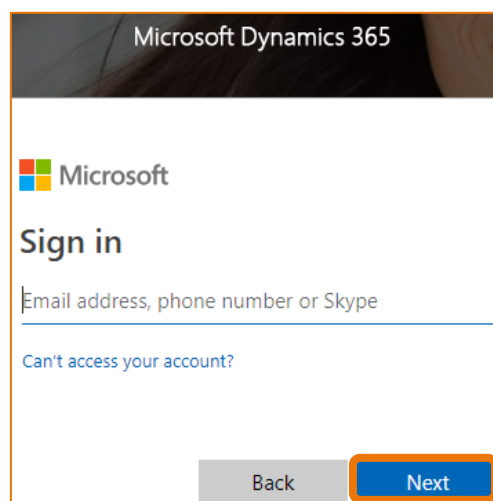 Microsoft Dynamics 365
Microsoft
Sign in
Email address, phone number or Skype
Can't access your account?
Back Next